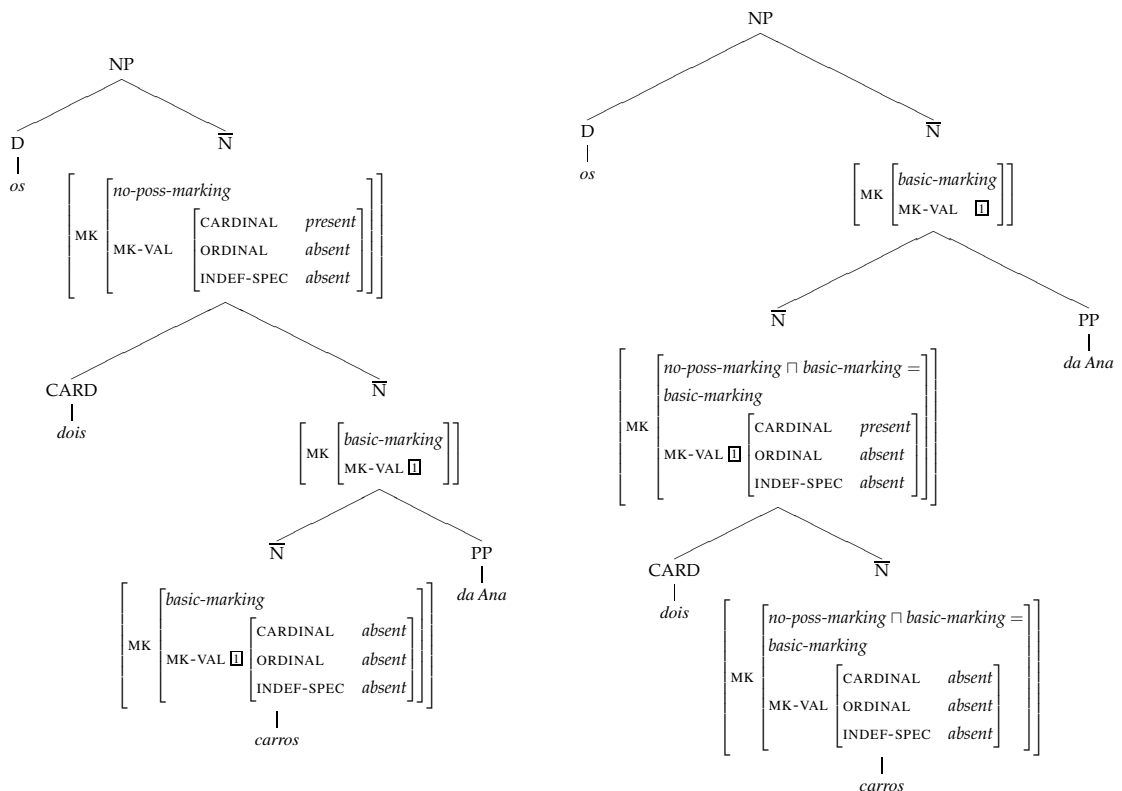 NP
D
N
os
MK
no-poss-marking
MK-VAL
CARDINAL present
ORDINAL absent
INDEF-SPEC absent
CARD
dois
N
MK
basic-marking
MK-VAL 1
N
PP
da Ana
MK
basic-marking
MK-VAL 1
CARDINAL absent
ORDINAL absent
INDEF-SPEC absent
carros
NP
D
N
os
MK
basic-marking
MK-VAL 1
N
PP
da Ana
MK
no-poss-marking ⊓ basic-marking =
basic-marking
MK-VAL 1
CARDINAL present
ORDINAL absent
INDEF-SPEC absent
CARD
dois
N
MK
no-poss-marking ⊓ basic-marking =
basic-marking
MK-VAL
CARDINAL absent
ORDINAL absent
INDEF-SPEC absent
carros